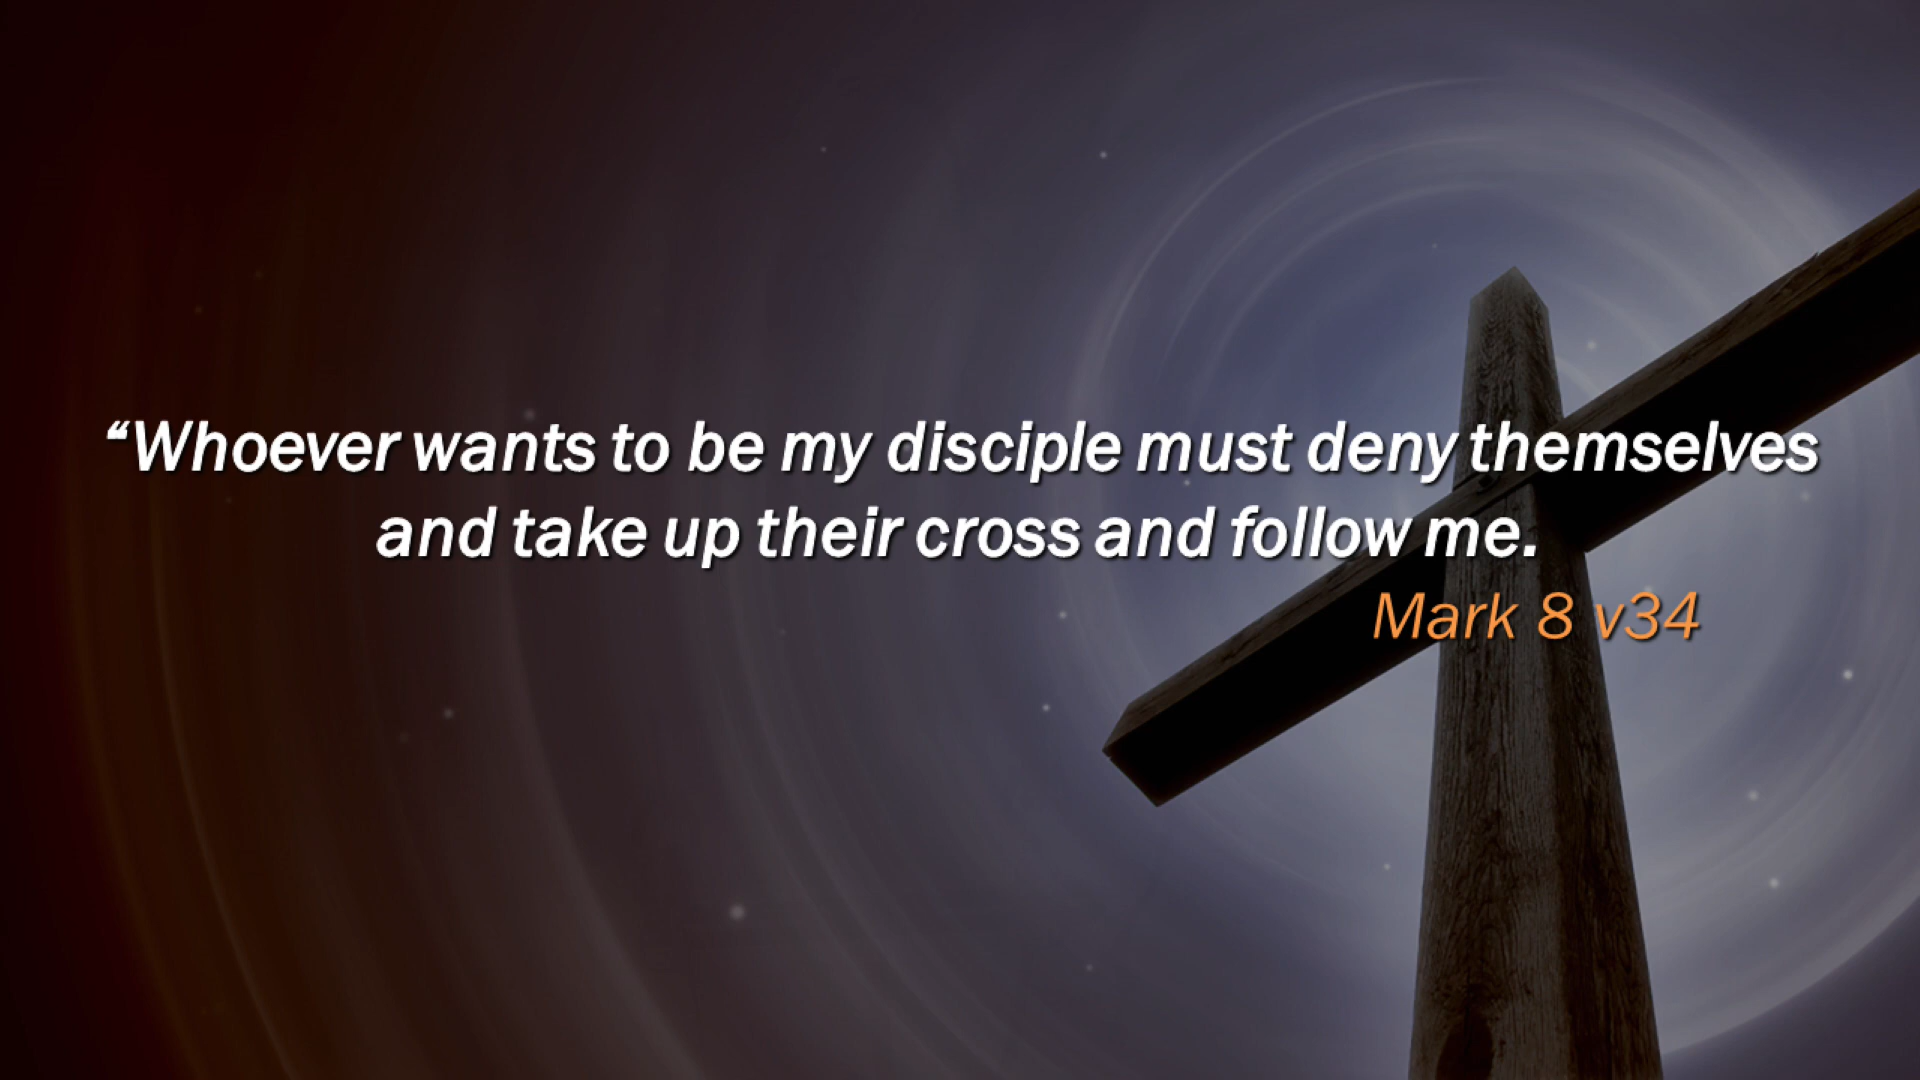 “Whoever wants to be my disciple must deny themselves
and take up their cross and follow me.
Mark 8 v34